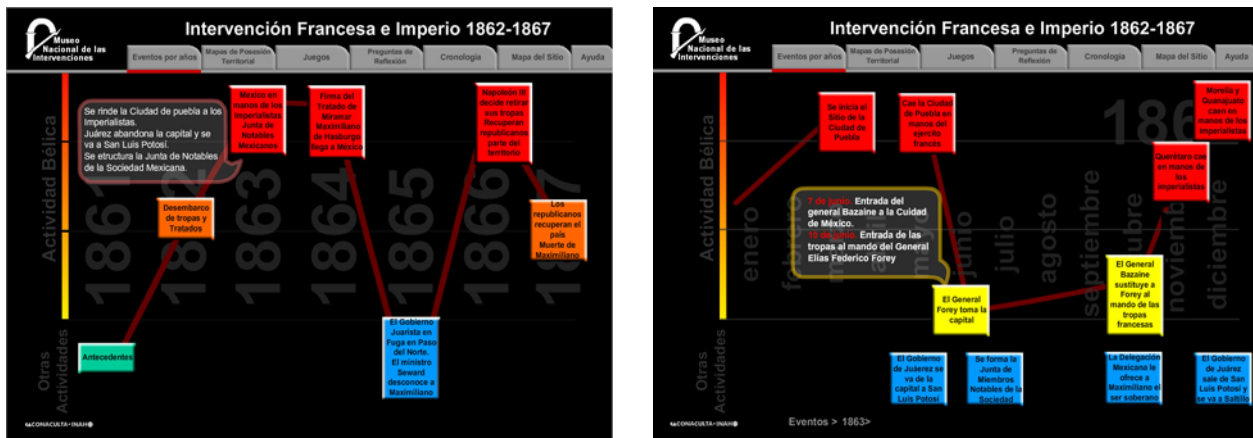 Intervención Francesa e Imperio 1862-1867
Museo
Nacional de las
Intervenciones
Eventos por años
Mapas de Posesión
Territorial
Juegos
Preguntas de
Reflexión
Cronología
Mapa del Sitio
Ayuda
Actividad Bélica
Otras
Actividades
1861
1862
1863
1864
1865
1866
1867
Se rinde la Ciudad de puebla a los
Imperialistas.
Juárez abandona la capital y se
va a San Luis Potosí.
Se etructura la Junta de Notables
de la Sociedad Mexicana.
Mexico en
manos de los
imperialistas
Junta de
Notables
Mexicanos
Firma del
Tratado de
Miramar
Maximiliano
de Hasburgo
llega a México
Napoleón III
decide retirar
sus tropas
Recuperan
republicanos
parte del
territorio
Desembarco
de tropas y
Tratados
Los
republicanos
recuperan el
país
Muerte de
Maximiliano
Antecedentes
El Gobierno
Juarista en
Fuga en Paso
del Norte.
El ministro
Seward
desconoce a
Maximiliano
CONACULTA-INAH
Intervención Francesa e Imperio 1862-1867
Museo
Nacional de las
Intervenciones
Eventos por años
Mapas de Posesión
Territorial
Juegos
Preguntas de
Reflexión
Cronología
Mapa del Sitio
Ayuda
Actividad Bélica
Otras
Actividades
enero
junio
julio
agosto
septiembre
noviembre
diciembre
Se inicia el
Sitio de la
Ciudad de
Puebla
Cae la Ciudad
de Puebla en
manos del
ejercito
francés
Morelia y
Guanajuato
caen en
manos de los
Imperialistas
Querétaro cae
en manos de
los
Imperialistas
7 de junio. Entrada del
general Bazaine a la Cuidad
de México.
10 de junio. Entrada de las
tropas al mando del General
Elías Federico Forey
El General
Forey toma la
capital
El General
Bazaine
sustituye a
Forey al
mando de las
tropas
francesas
El Gobierno
de Juáerez se
va de la
capital a San
Luis Potosí
Se forma la
Junta de
Miembros
Notables de la
Sociedad
La Delegación
Mexicana le
ofrece a
Maximiliano el
ser soberano
El Gobierno
de Juárez
sale de San
Luis Potosí y
se va a Saltillo
CONACULTA-INAH
Eventos > 1863>